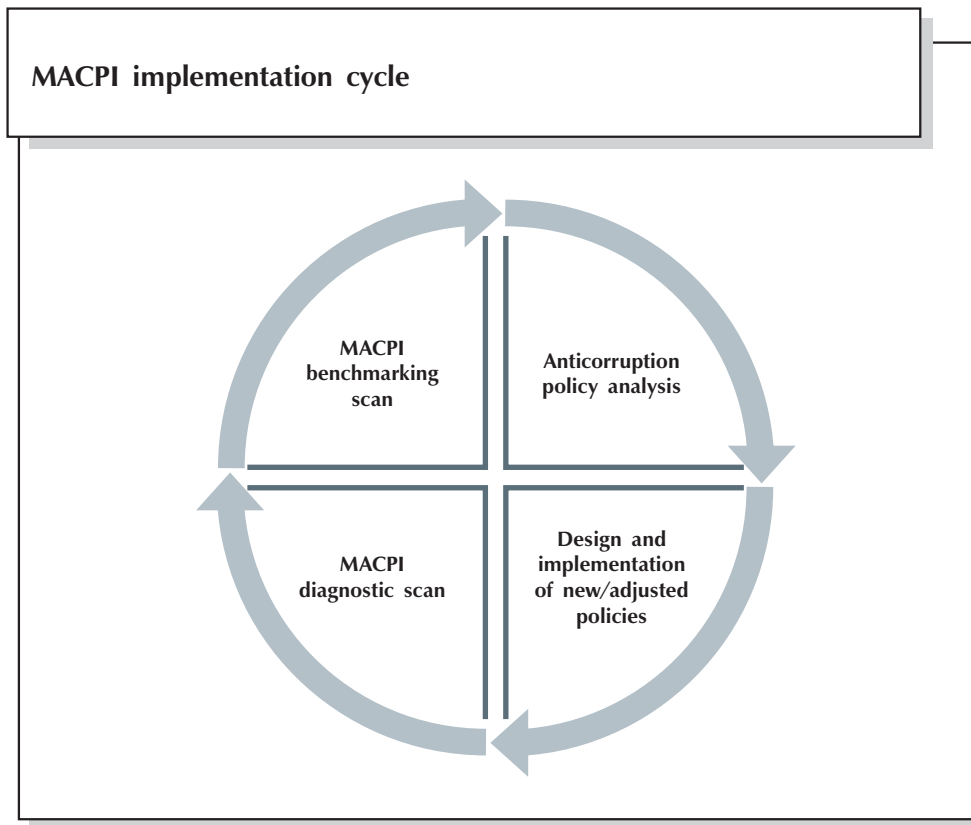 MACPI implementation cycle
MACPI
benchmarking
scan
Anticorruption
policy analysis
MACPI
diagnostic scan
Design and
implementation
of new/adjusted
policies